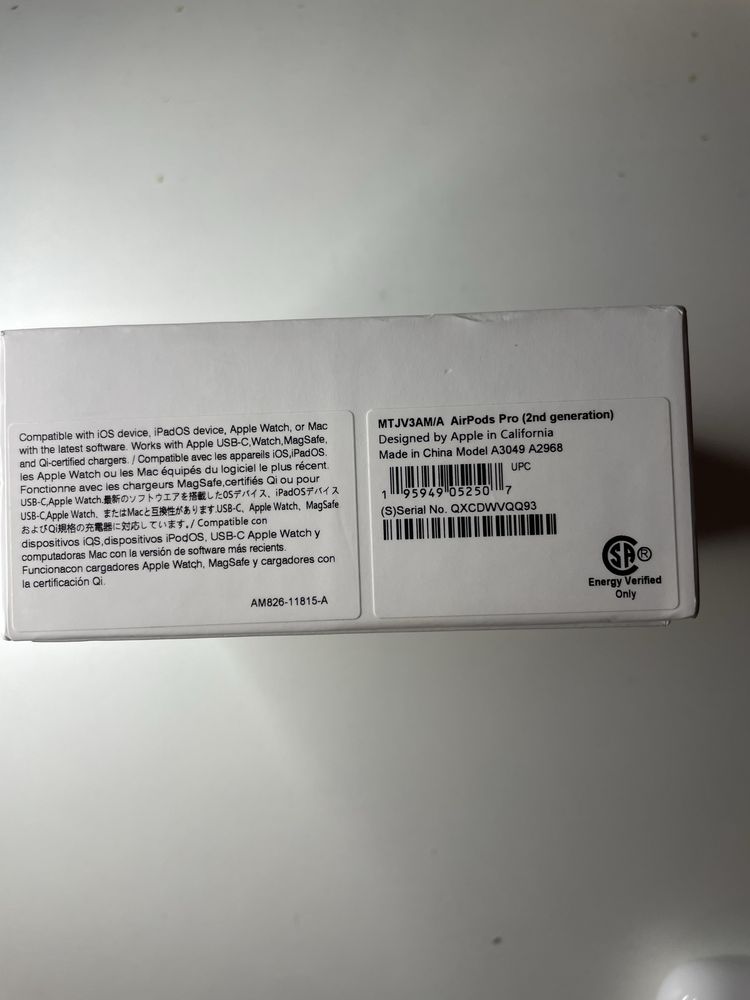 Compatible with iOS device, iPadOS device, Apple Watch, or Mac
with the latest software. Works with Apple USB-C,Watch,MagSafe,
and Qi-certified chargers. / Compatible avec les appareils iOS,iPadOS.
les Apple Watch ou les Mac équipés du logiciel le plus récent.
Fonctionne avec les chargeurs MagSafe,certifiés Qi ou pour
USB-C,Apple Watch.最新のソフトウエアを搭載したOSデバイス、iPadOSデバイス
USB-C,Apple Watch、またはMacと互換性があります.USB-C、Apple Watch、MagSafe
およびQi規格の充電器に対応しています。/ Compatible con
dispositivos iQS,dispositivos iPodOS, USB-C Apple Watch y
computadoras Mac con la versión de software más recients.
Funcionacon cargadores Apple Watch, MagSafe y cargadores con
la certificación Qi.
AM826-11815-A
MTJV3AM/A AirPods Pro (2nd generation)
Designed by Apple in California
Made in China Model A3049 A2968
UPC
1 95949 05250 7
(S)Serial No. QXCDWVQQ93
SA ®
Energy Verified
Only